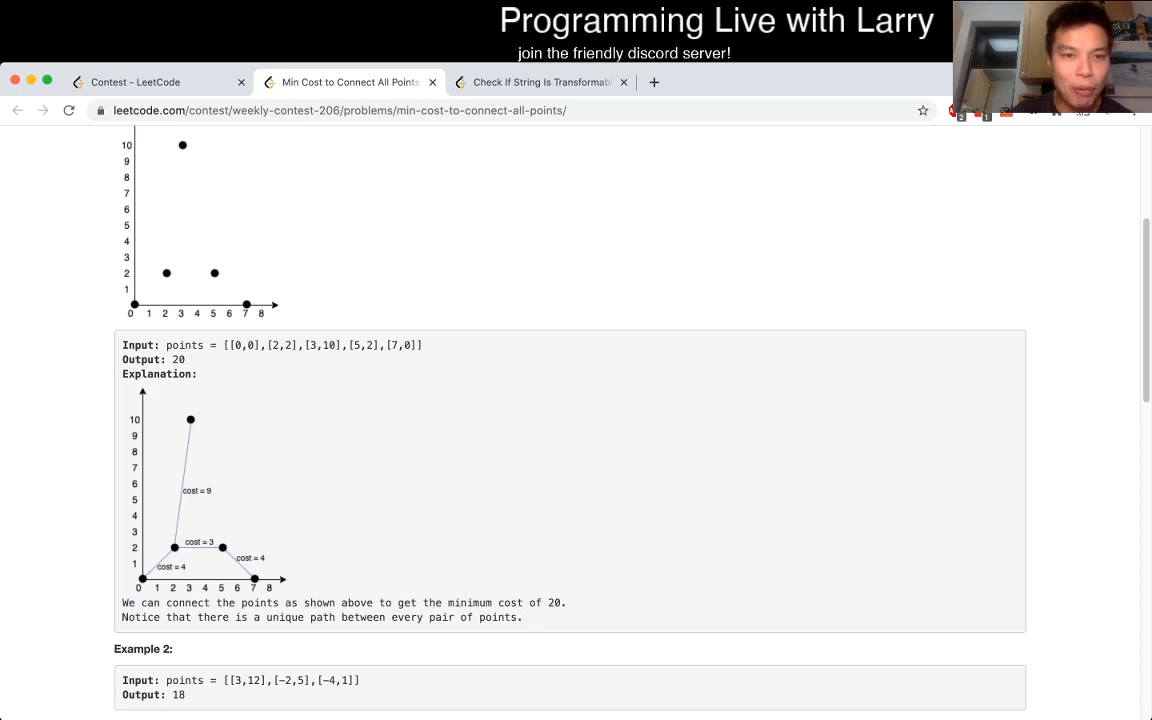 Programming Live with Larry
join the friendly discord server!
Contest - LeetCode
Min Cost to Connect All Points
Check If String Is Transformabl
leetcode.com/contest/weekly-contest-206/problems/min-cost-to-connect-all-points/
2
1
10
9
8
7
6
5
4
3
2
1
0 1 2 3 4 5 6 7 8
Input: points = [[0,0],[2,2],[3,10],[5,2],[7,0]]
Output: 20
Explanation:
10
9
8
7
6
5
4
3
2
1
cost = 9
cost = 3
cost = 4
cost = 4
0 1 2 3 4 5 6 7 8
We can connect the points as shown above to get the minimum cost of 20.
Notice that there is a unique path between every pair of points.
Example 2:
Input: points = [[3,12],[-2,5],[-4,1]]
Output: 18